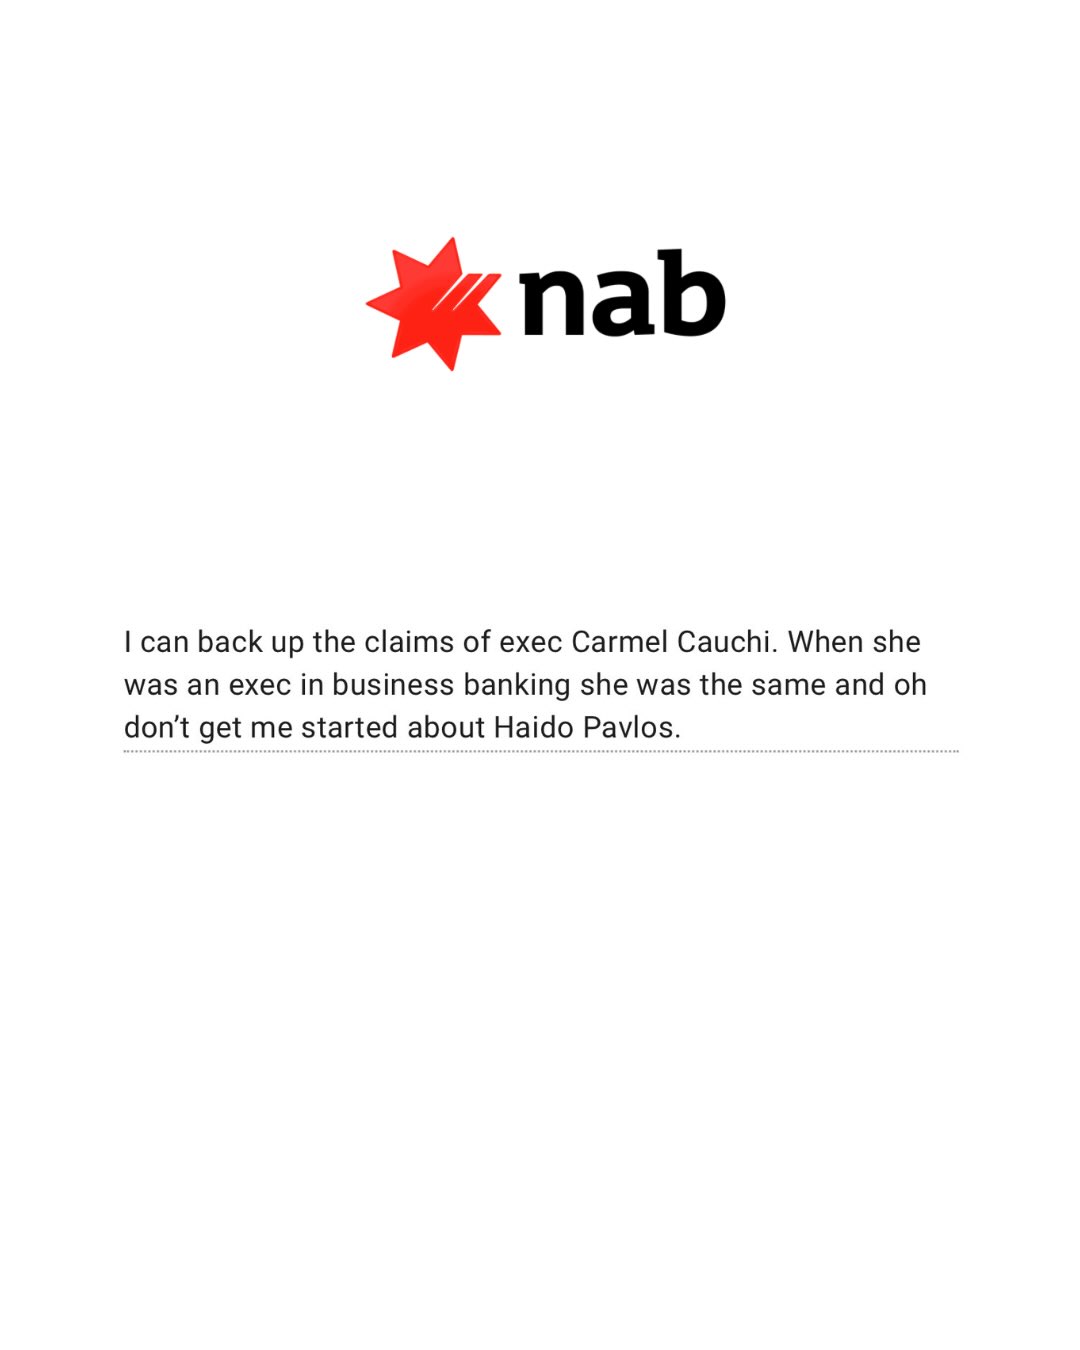 nab
I can back up the claims of exec Carmel Cauchi. When she
was an exec in business banking she was the same and oh
don’t get me started about Haido Pavlos.